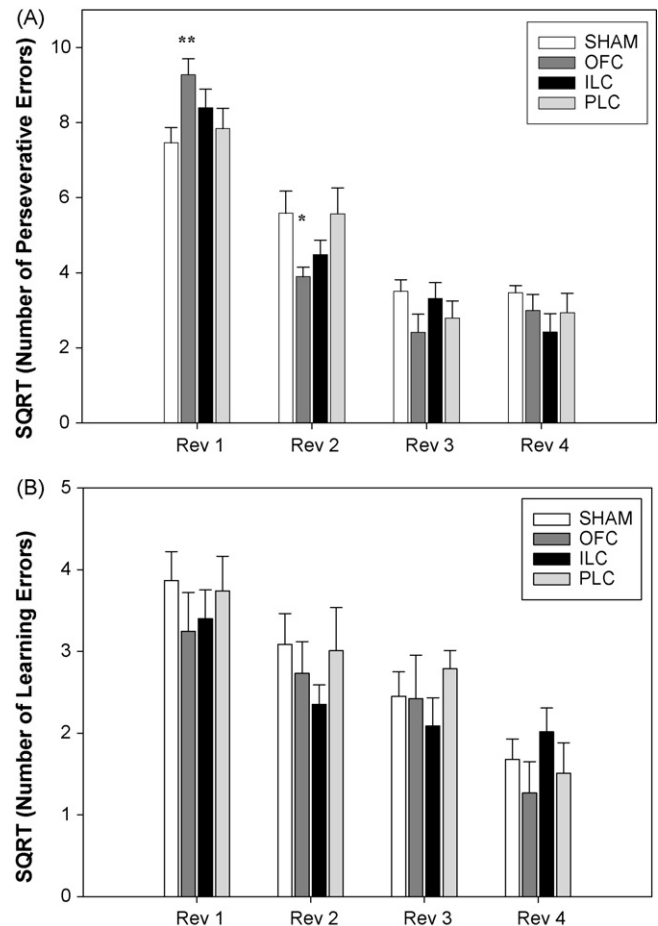 (A)
SQRT (Number of Perseverative Errors)
10
8
6
4
2
0
**
*
SHAM
OFC
ILC
PLC
Rev 1 Rev 2 Rev 3 Rev 4
(B)
SQRT (Number of Learning Errors)
5
4
3
2
1
0
SHAM
OFC
ILC
PLC
Rev 1 Rev 2 Rev 3 Rev 4